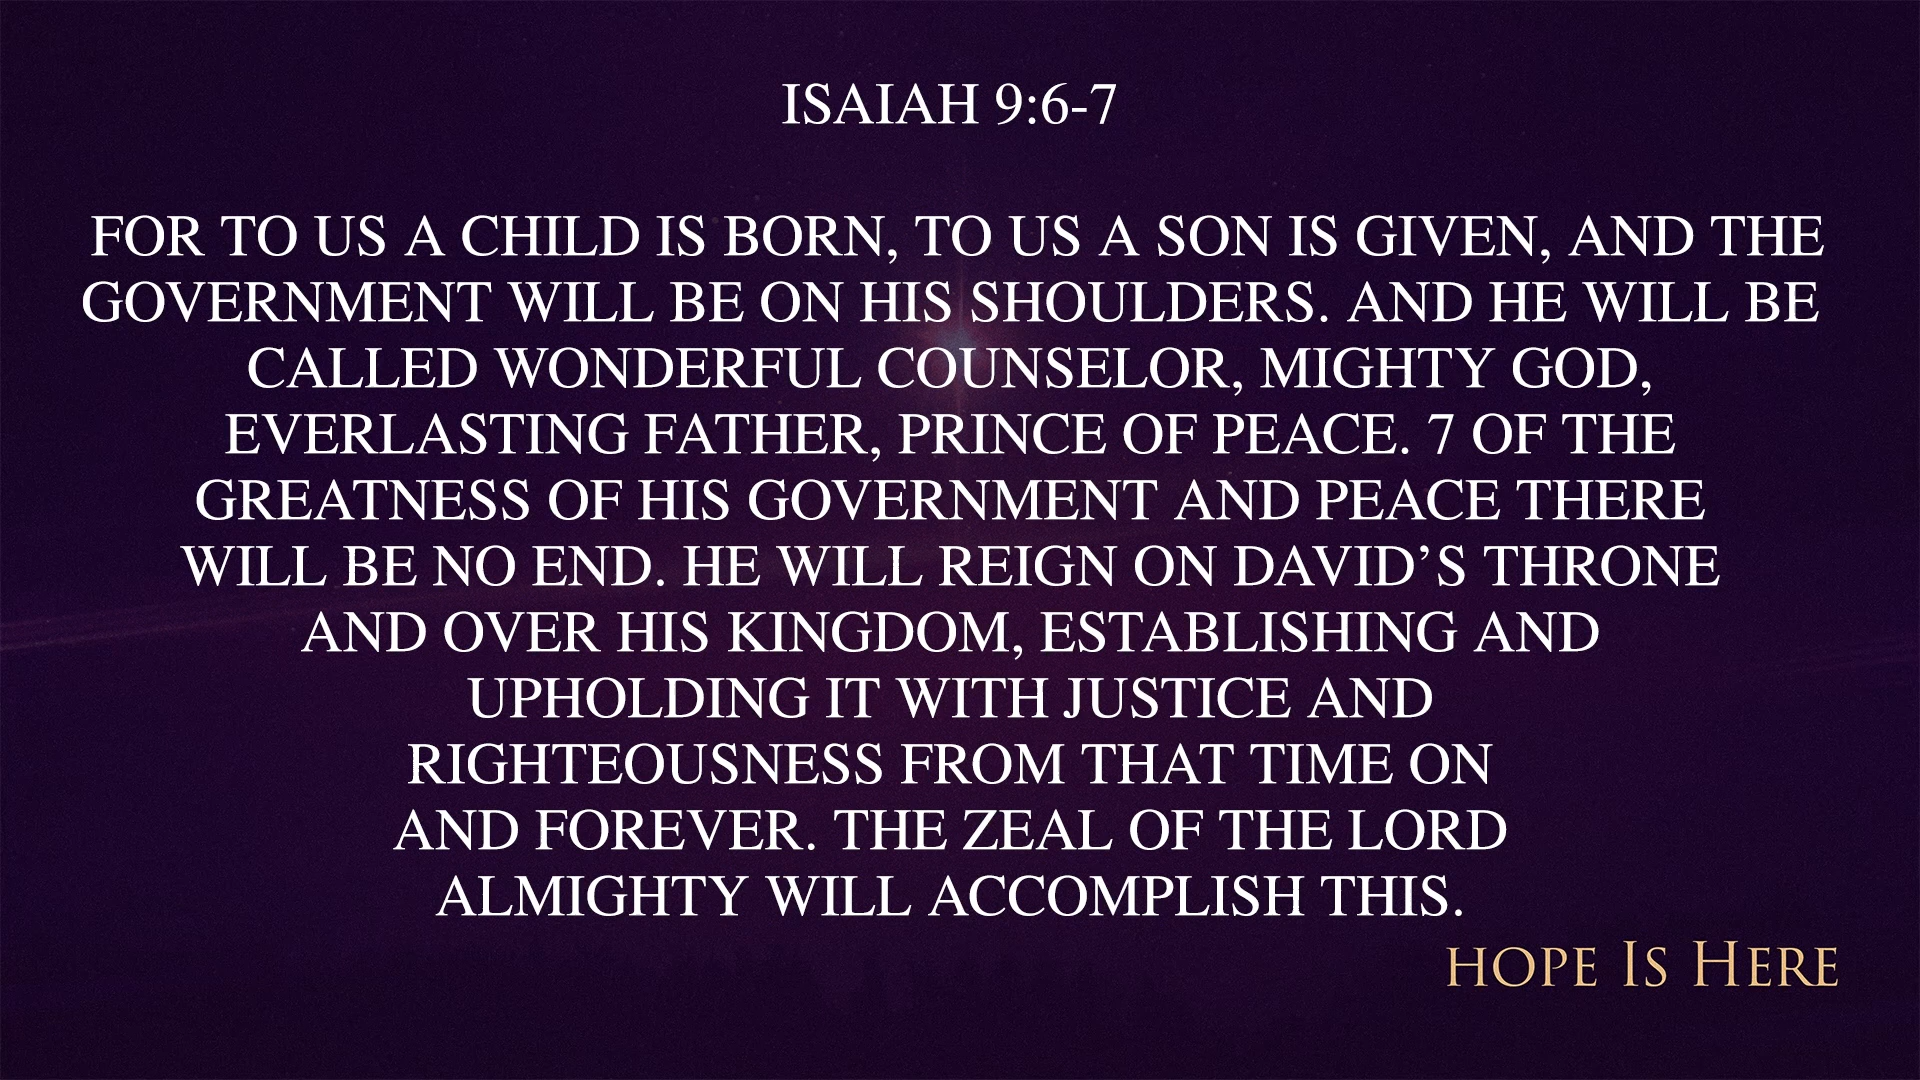 ISAIAH 9:6-7
FOR TO US A CHILD IS BORN, TO US A SON IS GIVEN, AND THE
GOVERNMENT WILL BE ON HIS SHOULDERS. AND HE WILL BE
CALLED WONDERFUL COUNSELOR, MIGHTY GOD,
EVERLASTING FATHER, PRINCE OF PEACE. 7 OF THE
GREATNESS OF HIS GOVERNMENT AND PEACE THERE
WILL BE NO END. HE WILL REIGN ON DAVID’S THRONE
AND OVER HIS KINGDOM, ESTABLISHING AND
UPHOLDING IT WITH JUSTICE AND
RIGHTEOUSNESS FROM THAT TIME ON
AND FOREVER. THE ZEAL OF THE LORD
ALMIGHTY WILL ACCOMPLISH THIS.
HOPE IS HERE